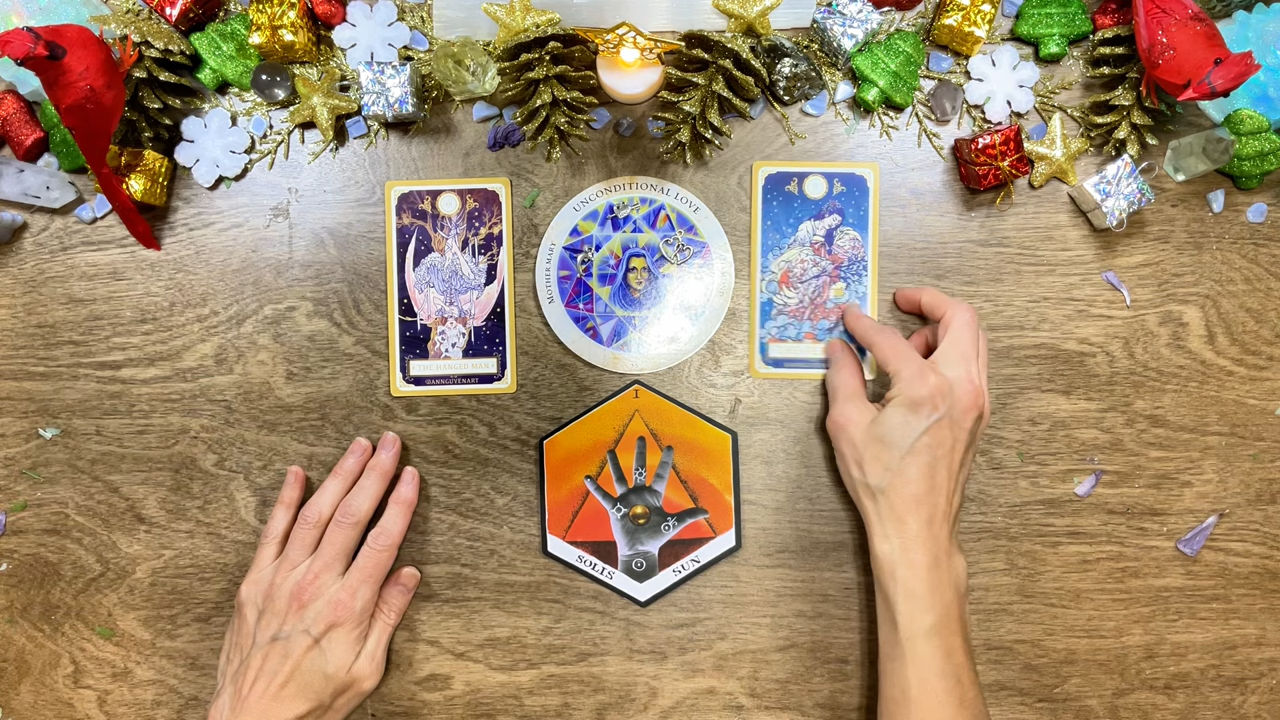 UNCONDITIONAL LOVE
MOTHER MARY
THE HANGED MAN
@ANNGUYENART
I
SOLIS
SUN